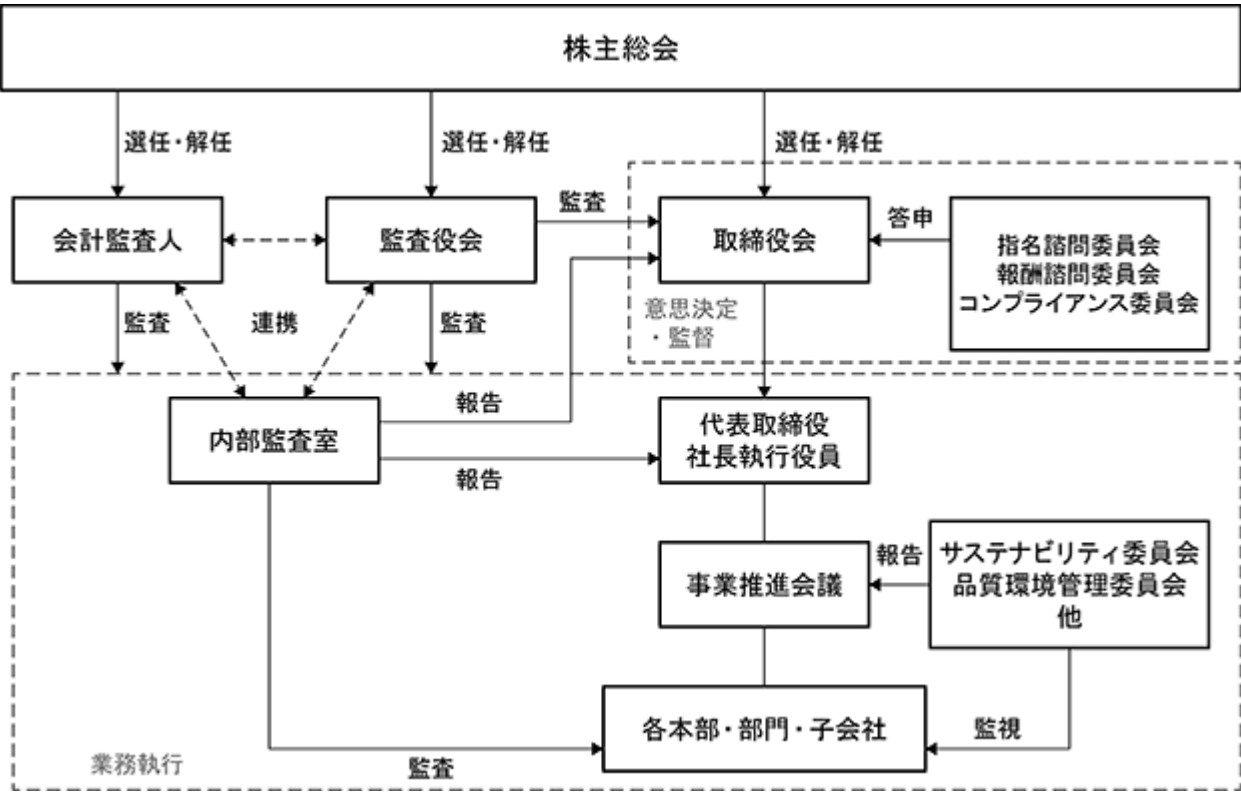 株主総会
選任・解任
選任・解任
選任・解任
会計監査人
監査役会
監査
取締役会
答申
指名諮問委員会
報酬諮問委員会
コンプライアンス委員会
監査
連携
監査
意思決定
・監督
報告
内部監査室
報告
代表取締役
社長執行役員
事業推進会議
報告
サステナビリティ委員会
品質環境管理委員会
他
各本部・部門・子会社
監視
監査
業務執行